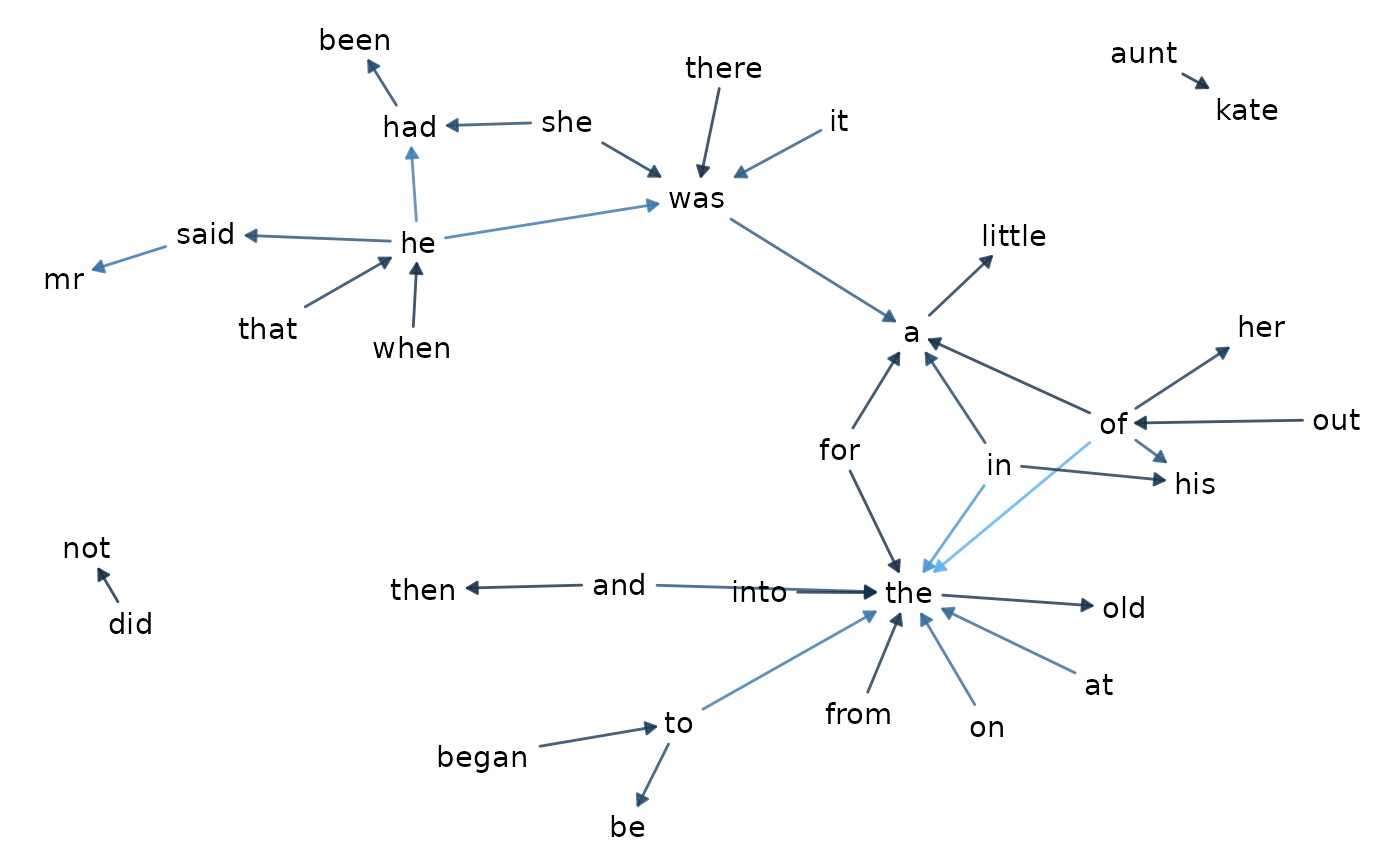 been
aunt
there
kate
had
she
it
was
said
he
little
mr
that
when
a
her
for
of
out
in
his
not
then
and
into
the
old
did
at
from
to
on
began
be